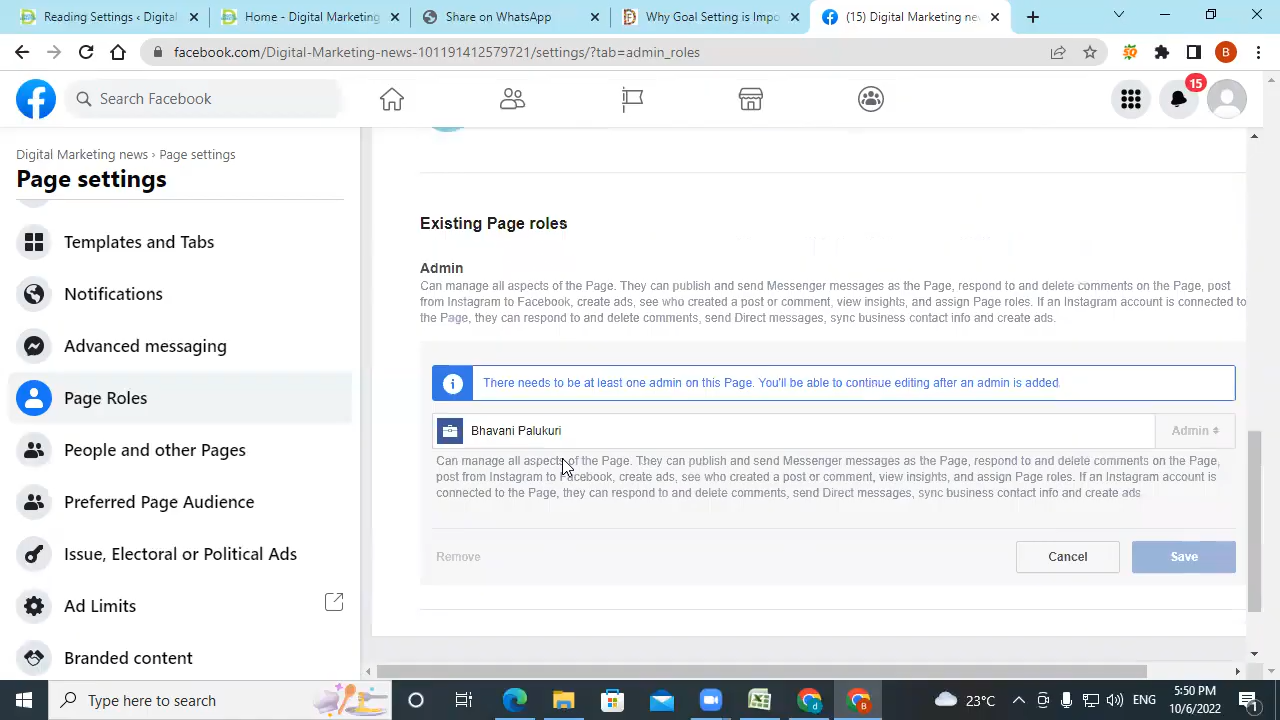 Reading Settings ‹ Digital M
Home - Digital Marketing
Share on WhatsApp
Why Goal Setting is Impo
(15) Digital Marketing new
facebook.com/Digital-Marketing-news-101191412579721/settings/?tab=admin_roles
B
Search Facebook
15
Digital Marketing news › Page settings
Page settings
Templates and Tabs
Notifications
Advanced messaging
Page Roles
People and other Pages
Preferred Page Audience
Issue, Electoral or Political Ads
Ad Limits
Branded content
Existing Page roles
Admin
Can manage all aspects of the Page. They can publish and send Messenger messages as the Page, respond to and delete comments on the Page, post
from Instagram to Facebook, create ads, see who created a post or comment, view insights, and assign Page roles. If an Instagram account is connected to
the Page, they can respond to and delete comments, send Direct messages, sync business contact info and create ads.
There needs to be at least one admin on this Page. You'll be able to continue editing after an admin is added.
Bhavani Palukuri
Admin
Can manage all aspects of the Page. They can publish and send Messenger messages as the Page, respond to and delete comments on the Page,
post from Instagram to Facebook, create ads, see who created a post or comment, view insights, and assign Page roles. If an Instagram account is
connected to the Page, they can respond to and delete comments, send Direct messages, sync business contact info and create ads.
Remove
Cancel
Save
Type here to search
23°C
ENG
5:50 PM
10/6/2022